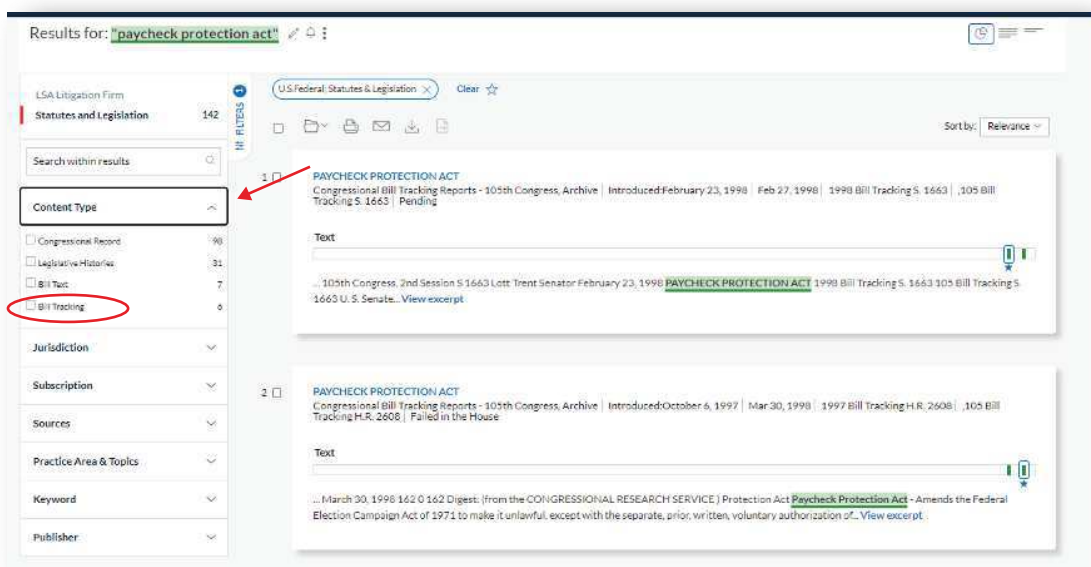 Results for: "paycheck protection act"
LSA Litigation Firm
Statutes and Legislation 142
FILTERS 1
Search within results
Content Type
Congressional Record 98
Legislative Histories 31
Bill Text 7
Bill Tracking 6
Jurisdiction
Subscription
Sources
Practice Area & Topics
Keyword
Publisher
U.S.Federal: Statutes & Legislation × Clear
Sort by: Relevance
1 PAYCHECK PROTECTION ACT
Congressional Bill Tracking Reports - 105th Congress, Archive | Introduced:February 23, 1998 | Feb 27, 1998 | 1998 Bill Tracking S. 1663 | ,105 Bill
Tracking S. 1663 | Pending
Text
... 105th Congress, 2nd Session S 1663 Lott Trent Senator February 23, 1998 PAYCHECK PROTECTION ACT 1998 Bill Tracking S. 1663 105 Bill Tracking S.
1663 U. S. Senate... View excerpt
2 PAYCHECK PROTECTION ACT
Congressional Bill Tracking Reports - 105th Congress, Archive | Introduced:October 6, 1997 | Mar 30, 1998 | 1997 Bill Tracking H.R. 2608 | ,105 Bill
Tracking H.R. 2608 | Failed in the House
Text
... March 30, 1998 162 0 162 Digest: (from the CONGRESSIONAL RESEARCH SERVICE ) Protection Act Paycheck Protection Act - Amends the Federal
Election Campaign Act of 1971 to make it unlawful, except with the separate, prior, written, voluntary authorization of... View excerpt